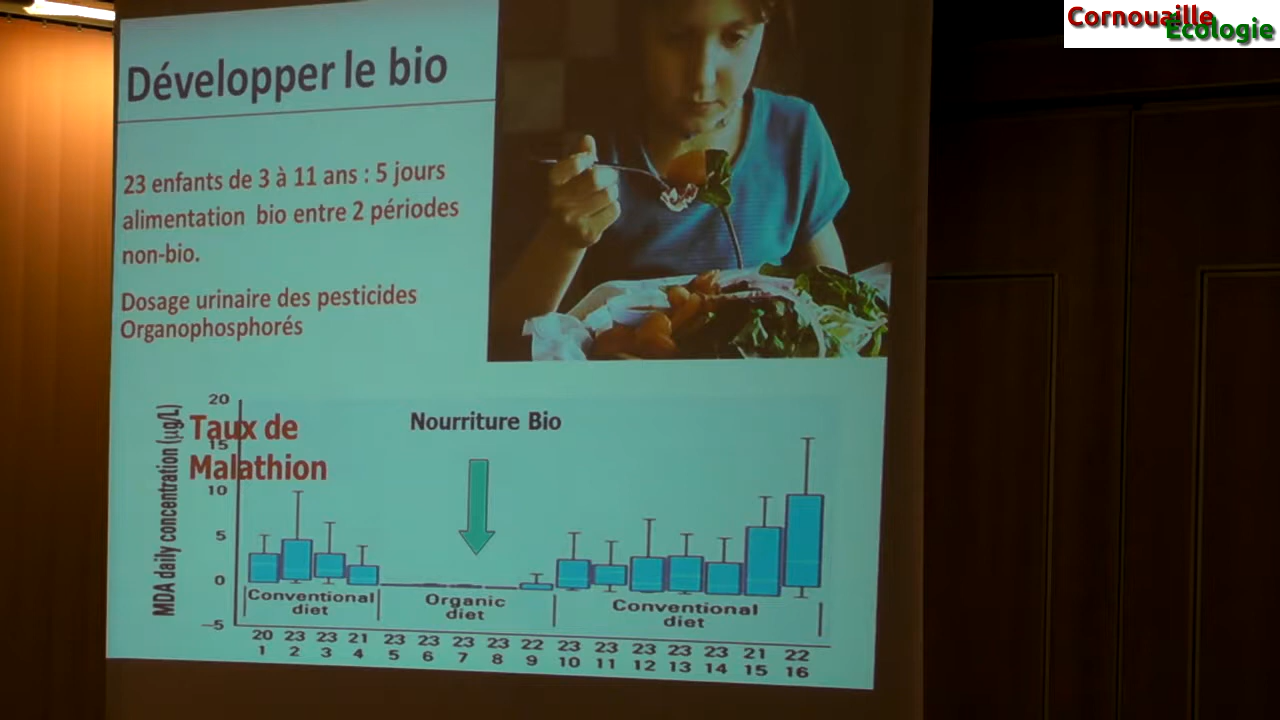 Cornouaille
Ecologie
Développer le bio
23 enfants de 3 à 11 ans : 5 jours
alimentation bio entre 2 périodes
non-bio.
Dosage urinaire des pesticides
Organophosphorés
Taux de
Malathion
Nourriture Bio
MDA daily concentration (µg/L)
20
15
10
5
0
-5
Conventional
diet
Organic
diet
Conventional
diet
20 23 23 21 23 23 23 23 22 23 23 23 23 23 21 22
1 2 3 4 5 6 7 8 9 10 11 12 13 14 15 16